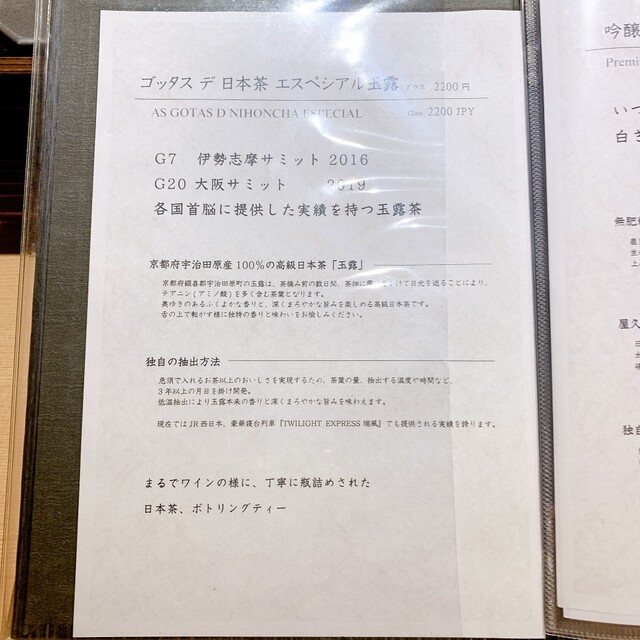 ゴッタス デ 日本茶 エスペシアル玉露 グラス 2200円
AS GOTAS D NIHONCHA ESPECIAL Glass 2200 JPY
G7 伊勢志摩サミット 2016
G20 大阪サミット 2019
各国首脳に提供した実績を持つ玉露茶
京都府宇治田原産100%の高級日本茶「玉露」
京都府綴喜郡宇治田原町の玉露は、茶摘み前の数日間、茶畑に をかけて日光を遮ることにより、
テアニン(アミノ酸)を多く含む茶葉となります。
奥ゆきのあるふくよかな香りと、深くまろやかな旨みを楽しめる高級日本茶です。
舌の上で転がす様に独特の香りと味わいをお愉しみください。
独自の抽出方法
急須で入れるお茶以上のおいしさを実現するため、茶葉の量、抽出する温度や時間など、
3年以上の月日を掛け開発。
低温抽出により玉露本来の香りと深くまろやかな旨みを味わえます。
現在ではJR西日本、豪華寝台列車『TWILIGHT EXPRESS 瑞風』でも提供される実績を誇ります。
まるでワインの様に、丁寧に瓶詰めされた
日本茶、ボトリングティー
吟醸
Premi
いつ
白き
無肥
屋久
独自